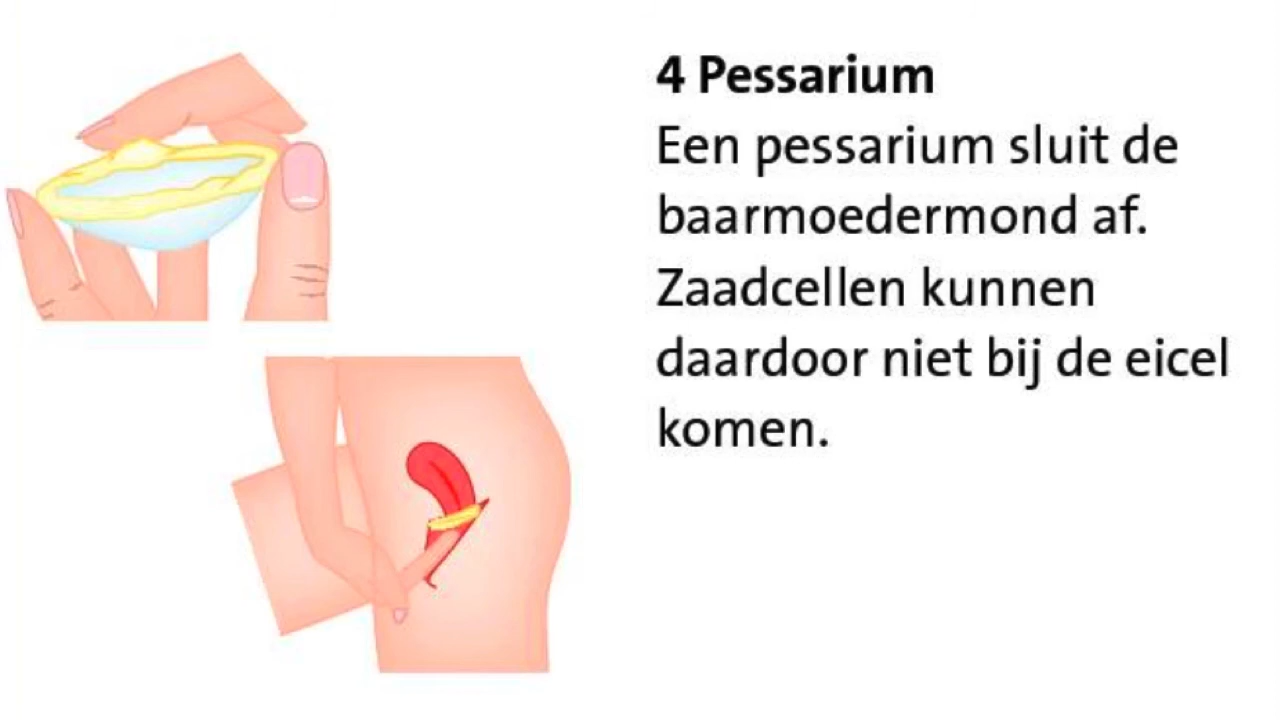 4 Pessarium
Een pessarium sluit de
baarmoedermond af.
Zaadcellen kunnen
daardoor niet bij de eicel
komen.